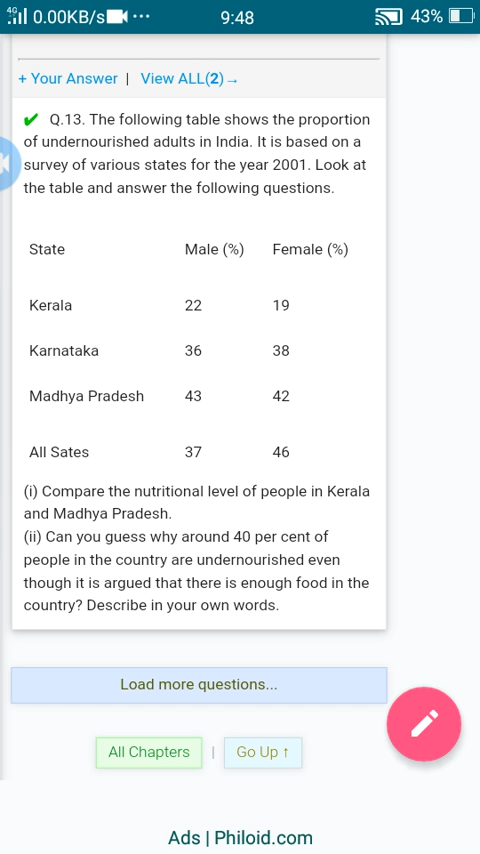 4G 0.00KB/s ... 9:48 43%
+ Your Answer | View ALL(2)→
✔ Q.13. The following table shows the proportion
of undernourished adults in India. It is based on a
survey of various states for the year 2001. Look at
the table and answer the following questions.
State Male (%) Female (%)
Kerala 22 19
Karnataka 36 38
Madhya Pradesh 43 42
All Sates 37 46
(i) Compare the nutritional level of people in Kerala
and Madhya Pradesh.
(ii) Can you guess why around 40 per cent of
people in the country are undernourished even
though it is argued that there is enough food in the
country? Describe in your own words.
Load more questions...
All Chapters | Go Up ↑
Ads | Philoid.com